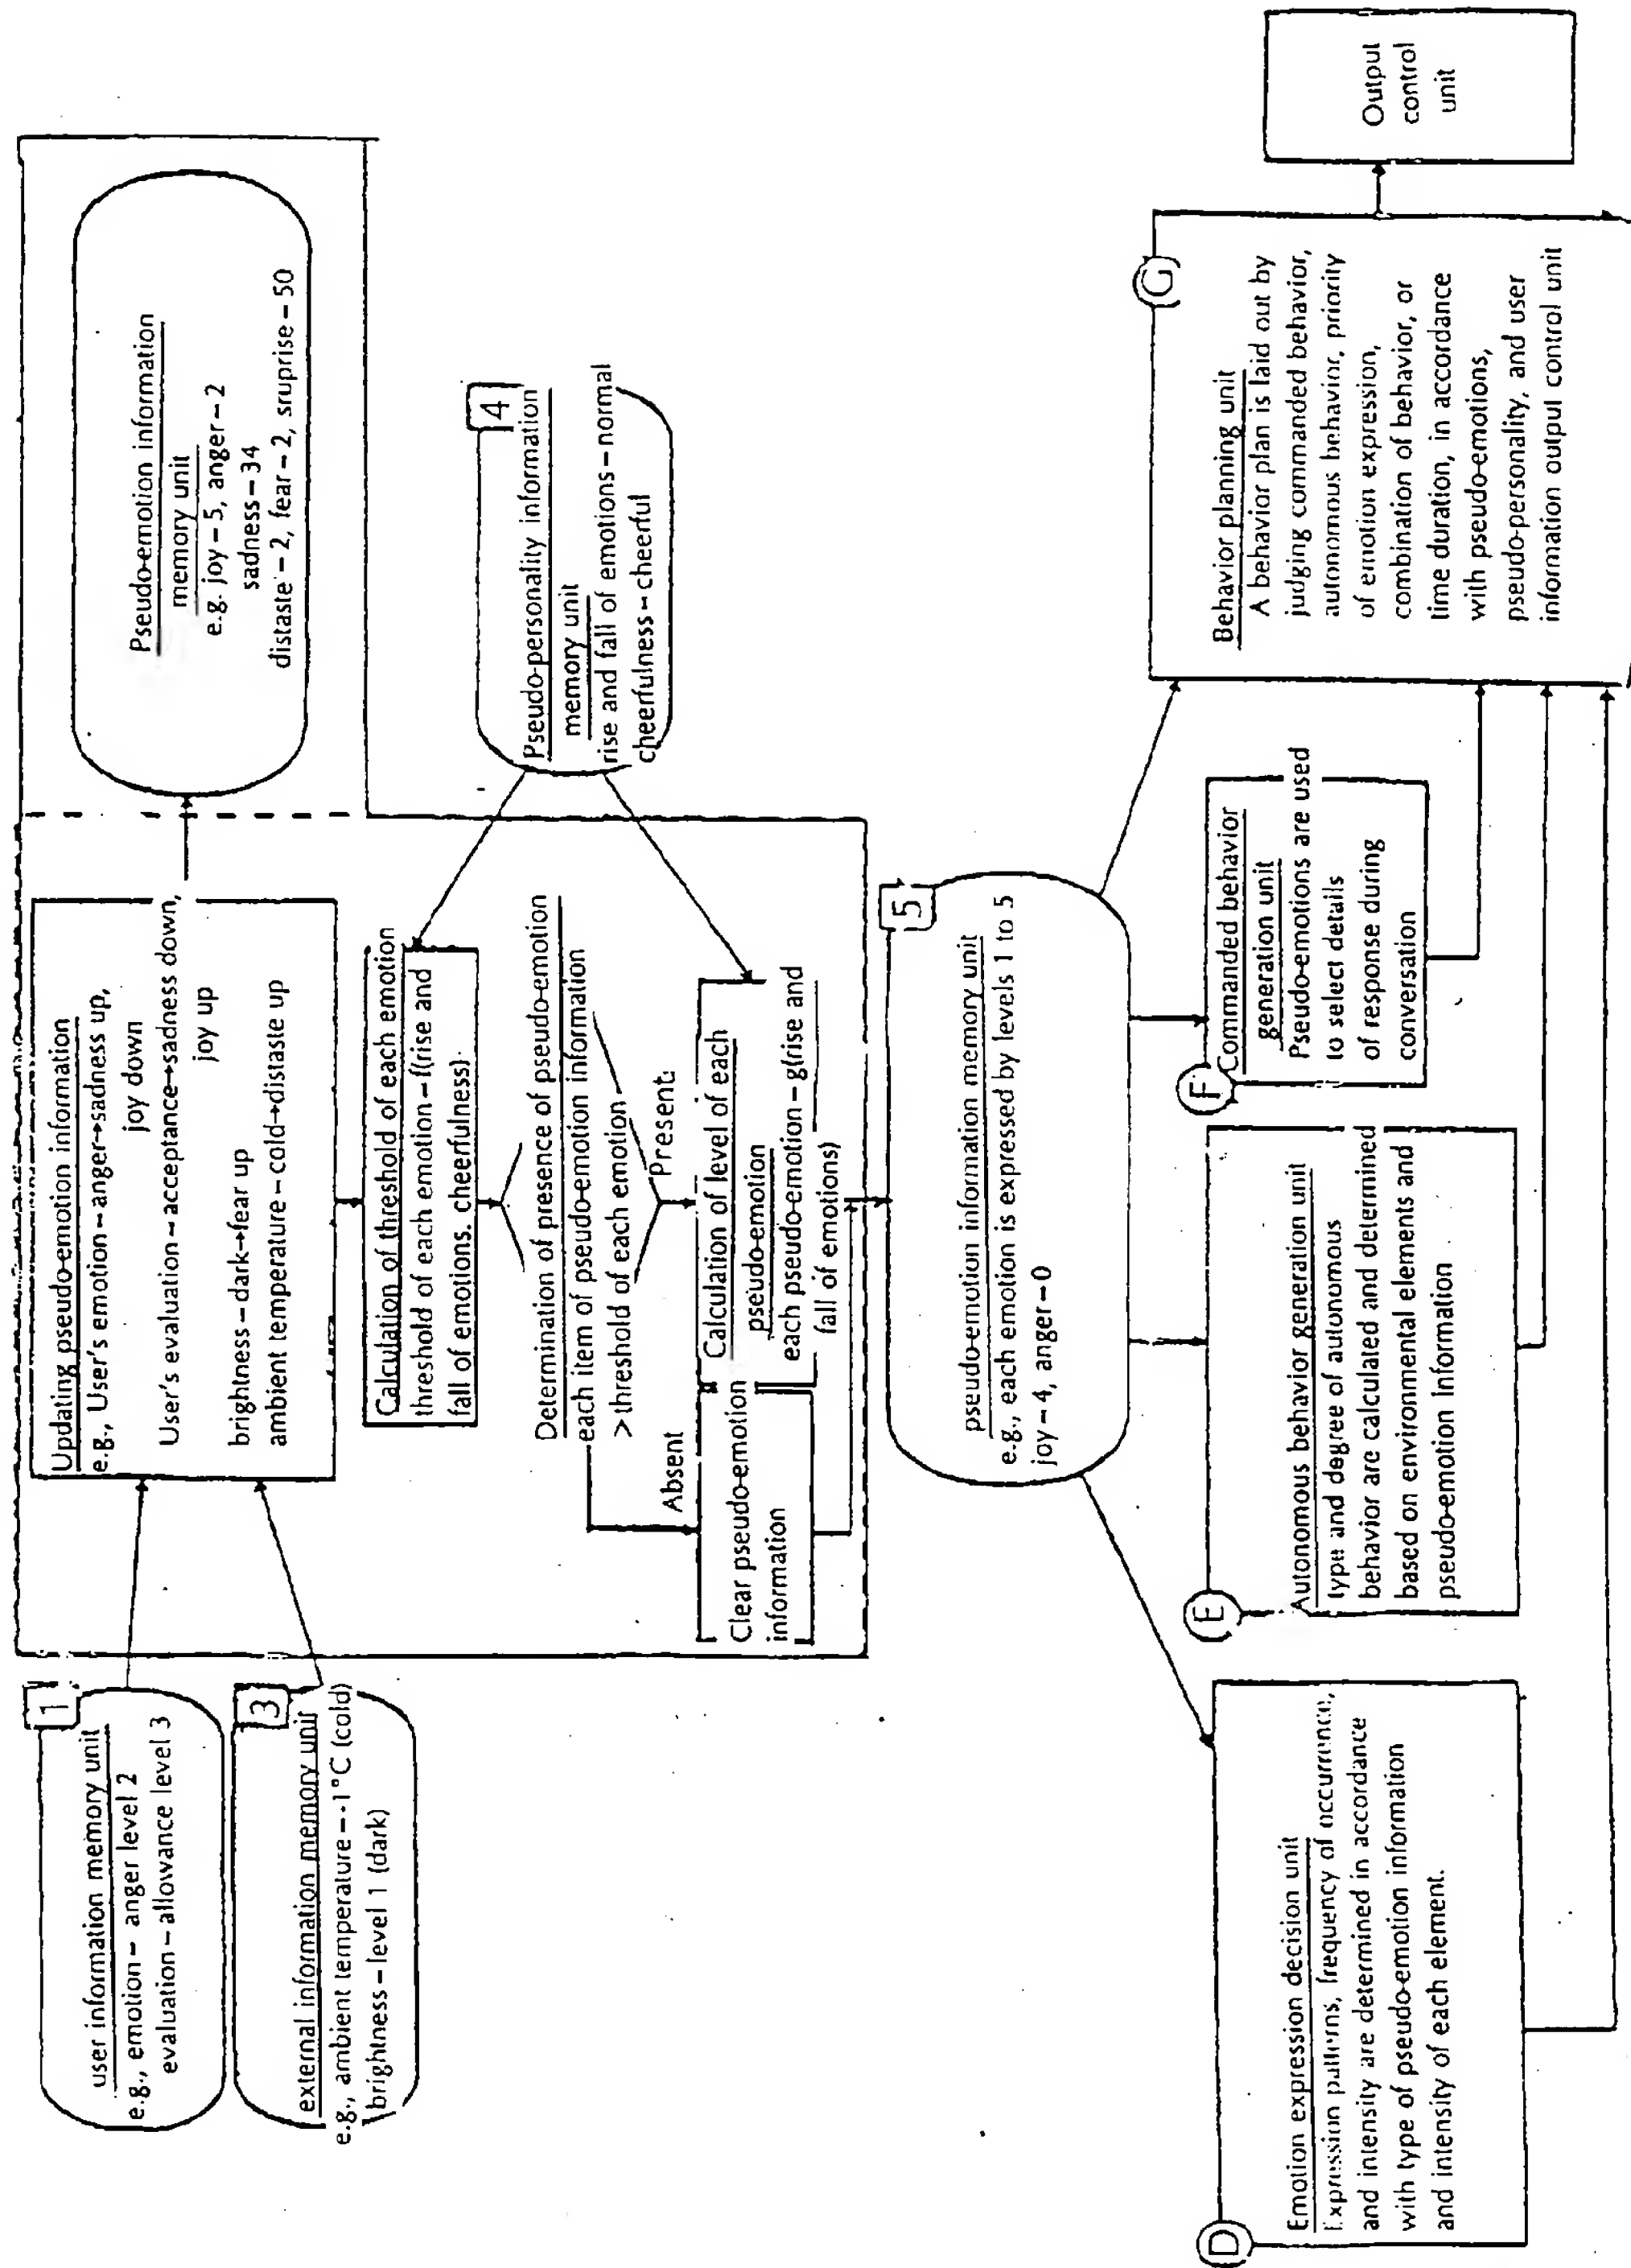 1
user information memory unit
e.g., emotion – anger level 2
evaluation – allowance level 3
3
external information memory unit
e.g., ambient temperature – -1°C (cold)
brightness – level 1 (dark)
Updating pseudo-emotion information
e.g., User's emotion – anger→sadness up,
joy down
User's evaluation – acceptance→sadness down,
joy up
brightness – dark→fear up
ambient temperature – cold→distaste up
Pseudo-emotion information
memory unit
e.g. joy – 5, anger – 2
sadness – 34
distaste – 2, fear – 2, sruprise – 50
Calculation of threshold of each emotion
threshold of each emotion – f(rise and
fall of emotions. cheerfulness)
4
Pseudo-personality information
memory unit
rise and fall of emotions – normal
cheerfulness – cheerful
Determination of presence of pseudo-emotion
each item of pseudo-emotion information
> threshold of each emotion –
Absent
Present:
Clear pseudo-emotion
information
Calculation of level of each
pseudo-emotion
each pseudo-emotion – g(rise and
fall of emotions)
5
pseudo-emotion information memory unit
e.g., each emotion is expressed by levels 1 to 5
joy – 4, anger – 0
D
Emotion expression decision unit
Expression patterns, frequency of occurrence,
and intensity are determined in accordance
with type of pseudo-emotion information
and intensity of each element.
E
Autonomous behavior generation unit
type and degree of autonomous
behavior are calculated and determined
based on environmental elements and
pseudo-emotion information
F
Commanded behavior
generation unit
Pseudo-emotions are used
to select details
of response during
conversation
G
Behavior planning unit
A behavior plan is laid out by
judging commanded behavior,
autonomous behavior, priority
of emotion expression,
combination of behavior, or
time duration, in accordance
with pseudo-emotions,
pseudo-personality, and user
information output control unit
Output
control
unit